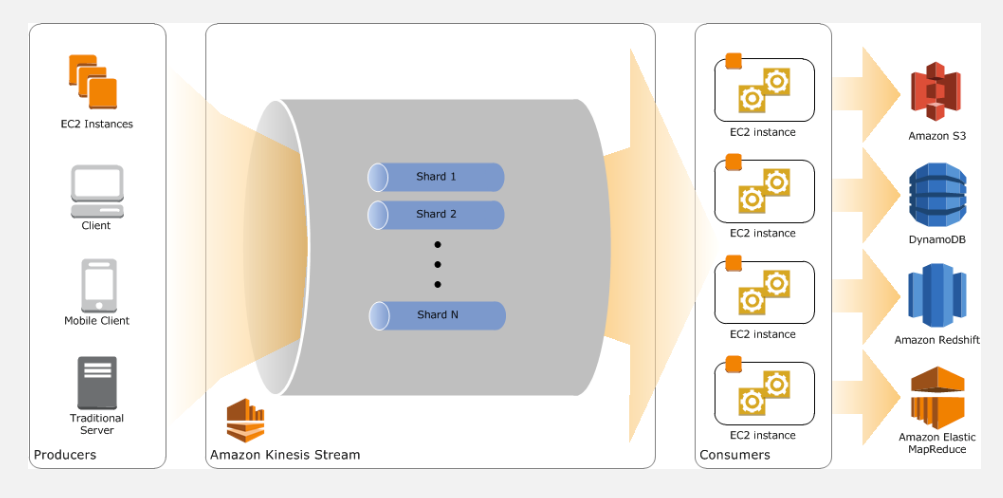 EC2 Instances
Client
Mobile Client
Traditional
Server
Producers
Shard 1
Shard 2
Shard N
Amazon Kinesis Stream
EC2 instance
EC2 instance
EC2 instance
EC2 instance
Consumers
Amazon S3
DynamoDB
Amazon Redshift
Amazon Elastic
MapReduce